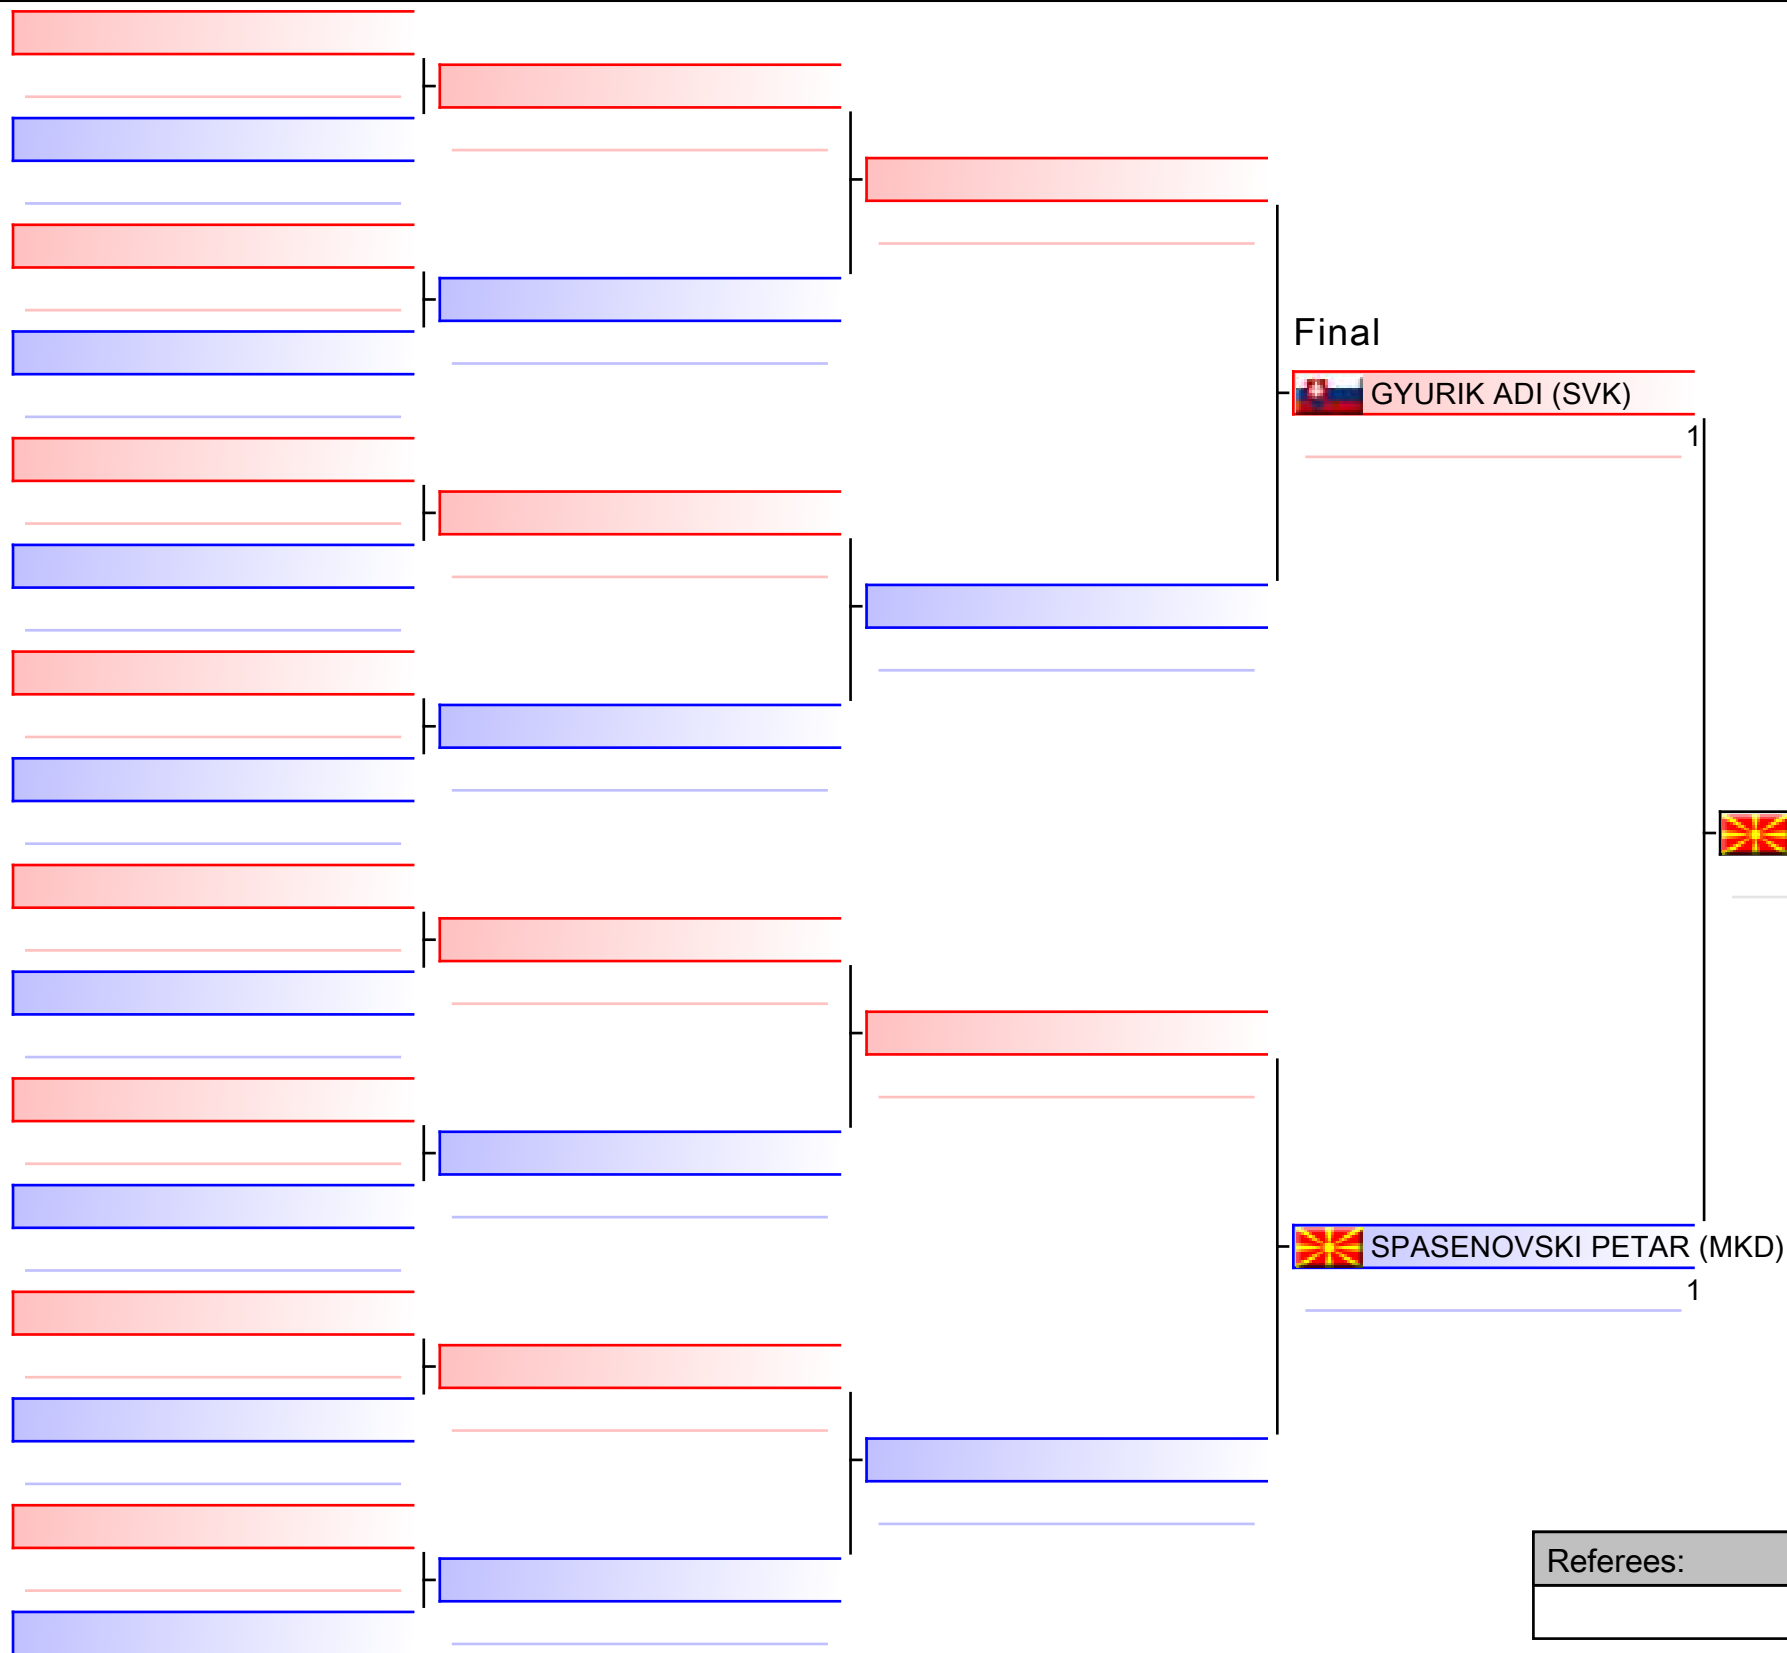 Final
GYURIK ADI (SVK)
1
SPASENOVSKI PETAR (MKD)
1
Referees: